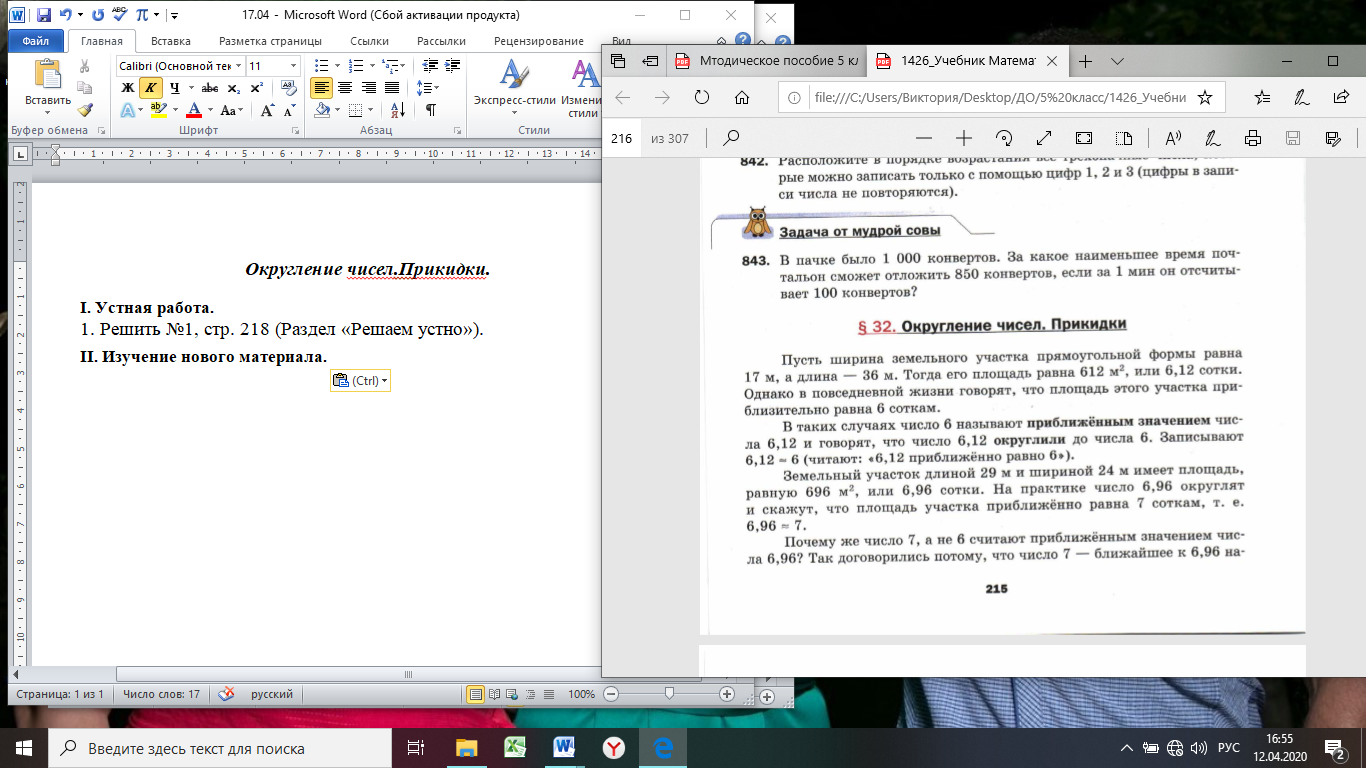 17.04 - Microsoft Word (Сбой активации продукта)
Файл Главная Вставка Разметка страницы Ссылки Рассылки Рецензирование Вид
Calibri (Основной тек 11
Вставить
Ж К Ч abc x₂ x²
Экспресс-стили Измени стили
Буфер обмена Шрифт Абзац Стили
Округление чисел.Прикидки.
I. Устная работа.
1. Решить №1, стр. 218 (Раздел «Решаем устно»).
II. Изучение нового материала.
(Ctrl)
Страница: 1 из 1 Число слов: 17 русский 100%
Мтодическое пособие 5 кл 1426_Учебник Математ
file:///C:/Users/Виктория/Desktop/ДО/5%20класс/1426_Учебни
216 из 307
842. Расположите в порядке возрастания все
рые можно записать только с помощью цифр 1, 2 и 3 (цифры в запи-
си числа не повторяются).
Задача от мудрой совы
843. В пачке было 1 000 конвертов. За какое наименьшее время поч-
тальон сможет отложить 850 конвертов, если за 1 мин он отсчиты-
вает 100 конвертов?
§ 32. Округление чисел. Прикидки
Пусть ширина земельного участка прямоугольной формы равна
17 м, а длина — 36 м. Тогда его площадь равна 612 м², или 6,12 сотки.
Однако в повседневной жизни говорят, что площадь этого участка при-
близительно равна 6 соткам.
В таких случаях число 6 называют приближённым значением чис-
ла 6,12 и говорят, что число 6,12 округлили до числа 6. Записывают
6,12 ≈ 6 (читают: «6,12 приближённо равно 6»).
Земельный участок длиной 29 м и шириной 24 м имеет площадь,
равную 696 м², или 6,96 сотки. На практике число 6,96 округлят
и скажут, что площадь участка приближённо равна 7 соткам, т. е.
6,96 ≈ 7.
Почему же число 7, а не 6 считают приближённым значением чис-
ла 6,96? Так договорились потому, что число 7 — ближайшее к 6,96 на-
215
Введите здесь текст для поиска
РУС
16:55
12.04.2020
2